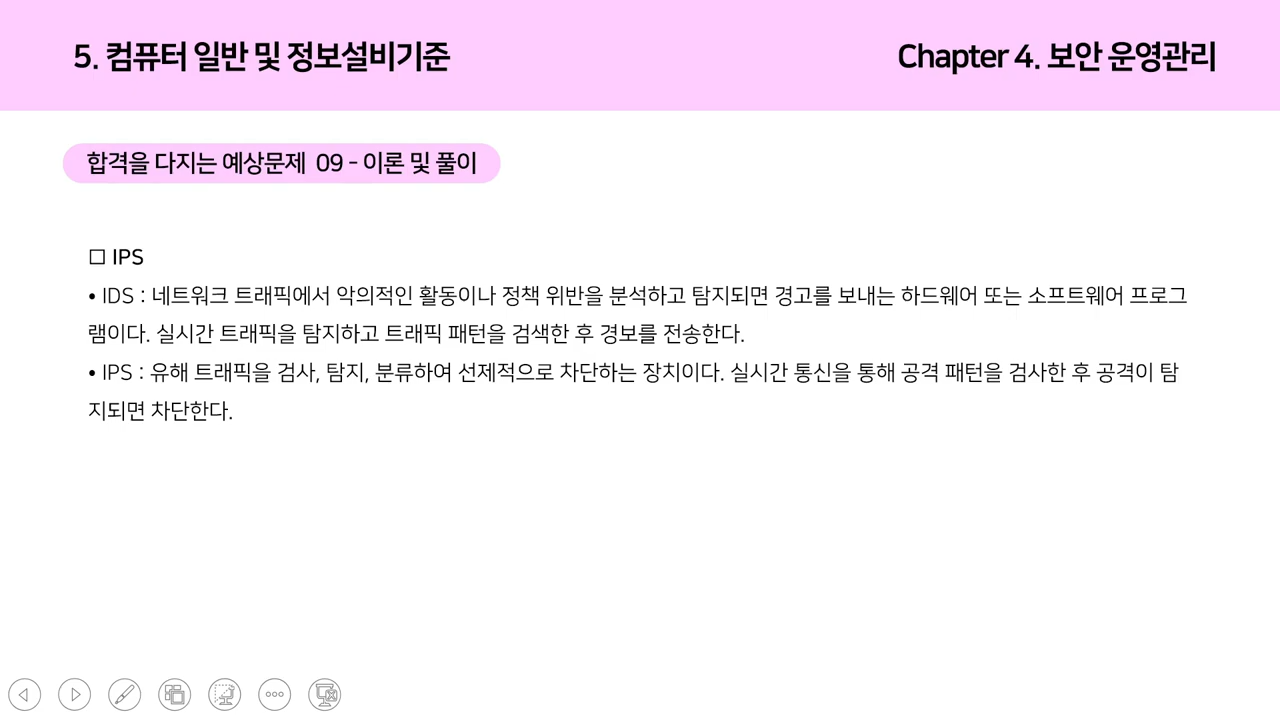 5. 컴퓨터 일반 및 정보설비기준
Chapter 4. 보안 운영관리
합격을 다지는 예상문제 09 - 이론 및 풀이
□ IPS
• IDS : 네트워크 트래픽에서 악의적인 활동이나 정책 위반을 분석하고 탐지되면 경고를 보내는 하드웨어 또는 소프트웨어 프로그
램이다. 실시간 트래픽을 탐지하고 트래픽 패턴을 검색한 후 경보를 전송한다.
• IPS : 유해 트래픽을 검사, 탐지, 분류하여 선제적으로 차단하는 장치이다. 실시간 통신을 통해 공격 패턴을 검사한 후 공격이 탐
지되면 차단한다.